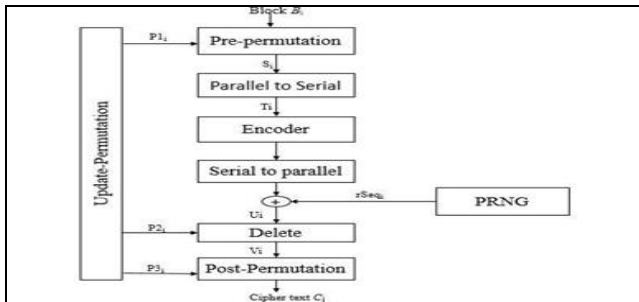 Block Bi
P1i
Pre-permutation
Si
Parallel to Serial
Ti
Encoder
Serial to parallel
+
rSeqi
PRNG
Ui
P2i
Delete
Vi
P3i
Post-Permutation
Cipher text Ci
Update-Permutation